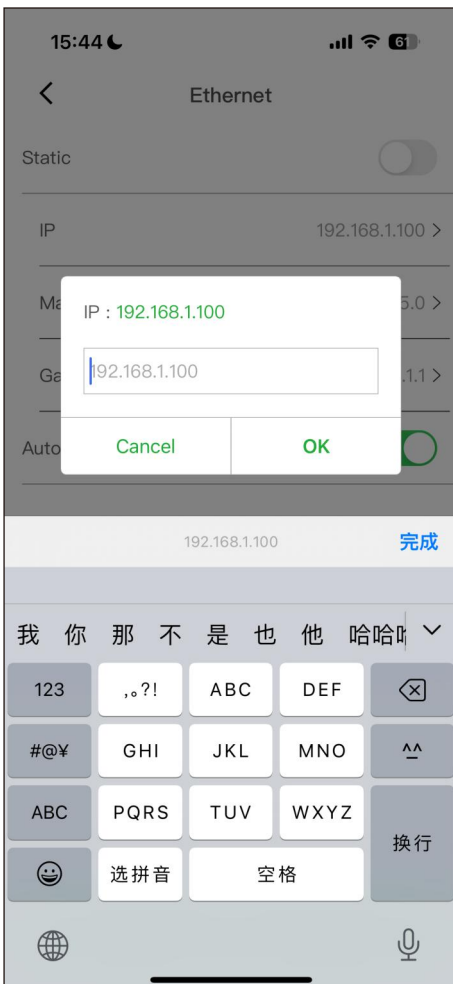 15:44 61
Ethernet
Static
IP 192.168.1.100 >
Ma 5.0 >
IP : 192.168.1.100
192.168.1.100
Ga .1.1 >
Cancel OK
Auto
192.168.1.100 完成
我 你 那 不 是 也 他 哈哈
123 ,。?! ABC DEF
#@¥ GHI JKL MNO ^^
ABC PQRS TUV WXYZ
换行
选拼音 空格